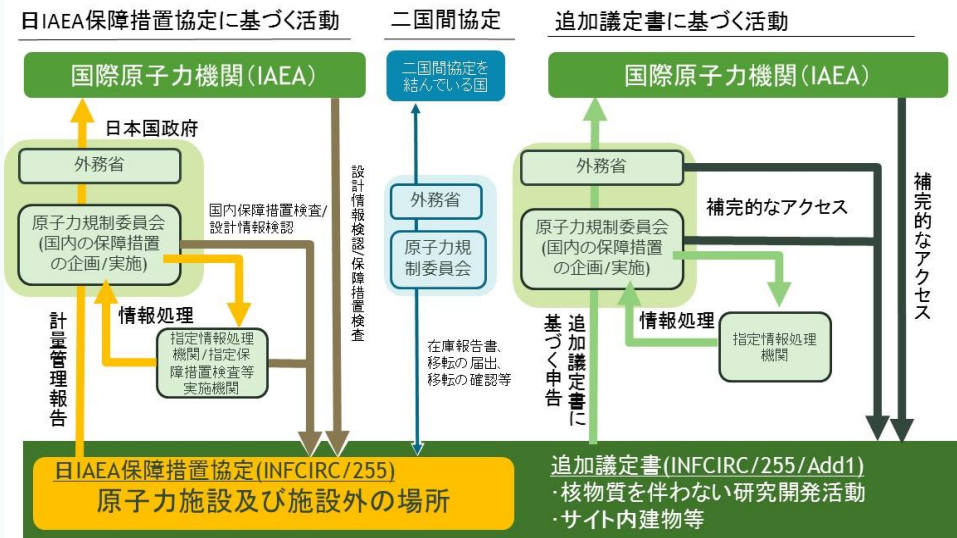 日IAEA保障措置協定に基づく活動
二国間協定
追加議定書に基づく活動
国際原子力機関(IAEA)
日本国政府
外務省
原子力規制委員会
(国内の保障措置
の企画/実施)
国内保障措置検査/
設計情報検認
設計情報検認/保障措置検査
情報処理
指定情報処理
機関/指定保
障措置検査等
実施機関
計量管理報告
二国間協定を
結んでいる国
外務省
原子力規
制委員会
在庫報告書、
移転の届出、
移転の確認等
国際原子力機関(IAEA)
外務省
原子力規制委員会
(国内の保障措置
の企画/実施)
補完的なアクセス
補完的なアクセス
情報処理
指定情報処理
機関
追加議定書に
基づく申告
日IAEA保障措置協定(INFCIRC/255)
原子力施設及び施設外の場所
追加議定書(INFCIRC/255/Add1)
・核物質を伴わない研究開発活動
・サイト内建物等